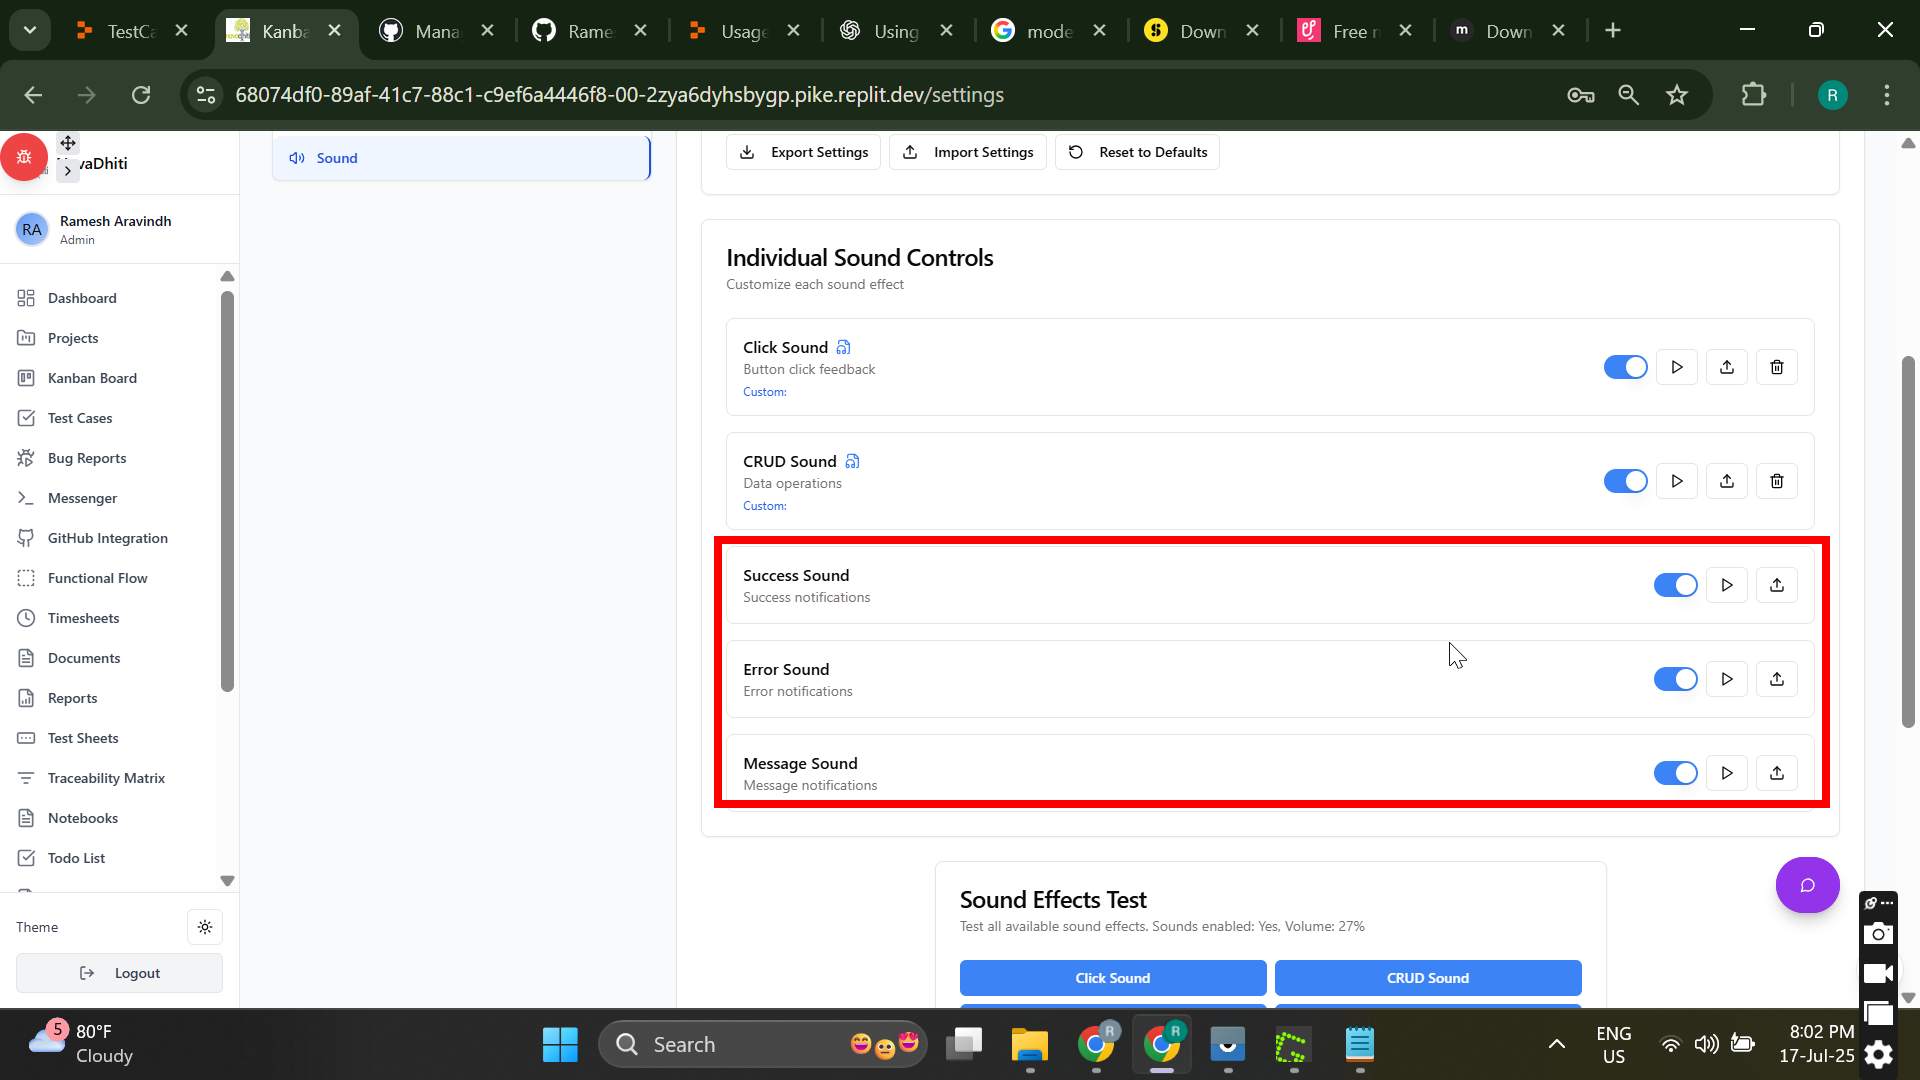 TestCa
Kanba
Mana
Rame
Usage
Using
mode
Down
Free n
Down
68074df0-89af-41c7-88c1-c9ef6a4446f8-00-2zya6dyhsbygp.pike.replit.dev/settings
R
vaDhiti
RA
Ramesh Aravindh
Admin
Dashboard
Projects
Kanban Board
Test Cases
Bug Reports
Messenger
GitHub Integration
Functional Flow
Timesheets
Documents
Reports
Test Sheets
Traceability Matrix
Notebooks
Todo List
Theme
Logout
Sound
Export Settings
Import Settings
Reset to Defaults
Individual Sound Controls
Customize each sound effect
Click Sound
Button click feedback
Custom:
CRUD Sound
Data operations
Custom:
Success Sound
Success notifications
Error Sound
Error notifications
Message Sound
Message notifications
Sound Effects Test
Test all available sound effects. Sounds enabled: Yes, Volume: 27%
Click Sound
CRUD Sound
5
80°F
Cloudy
Search
R
R
ENG
US
8:02 PM
17-Jul-25